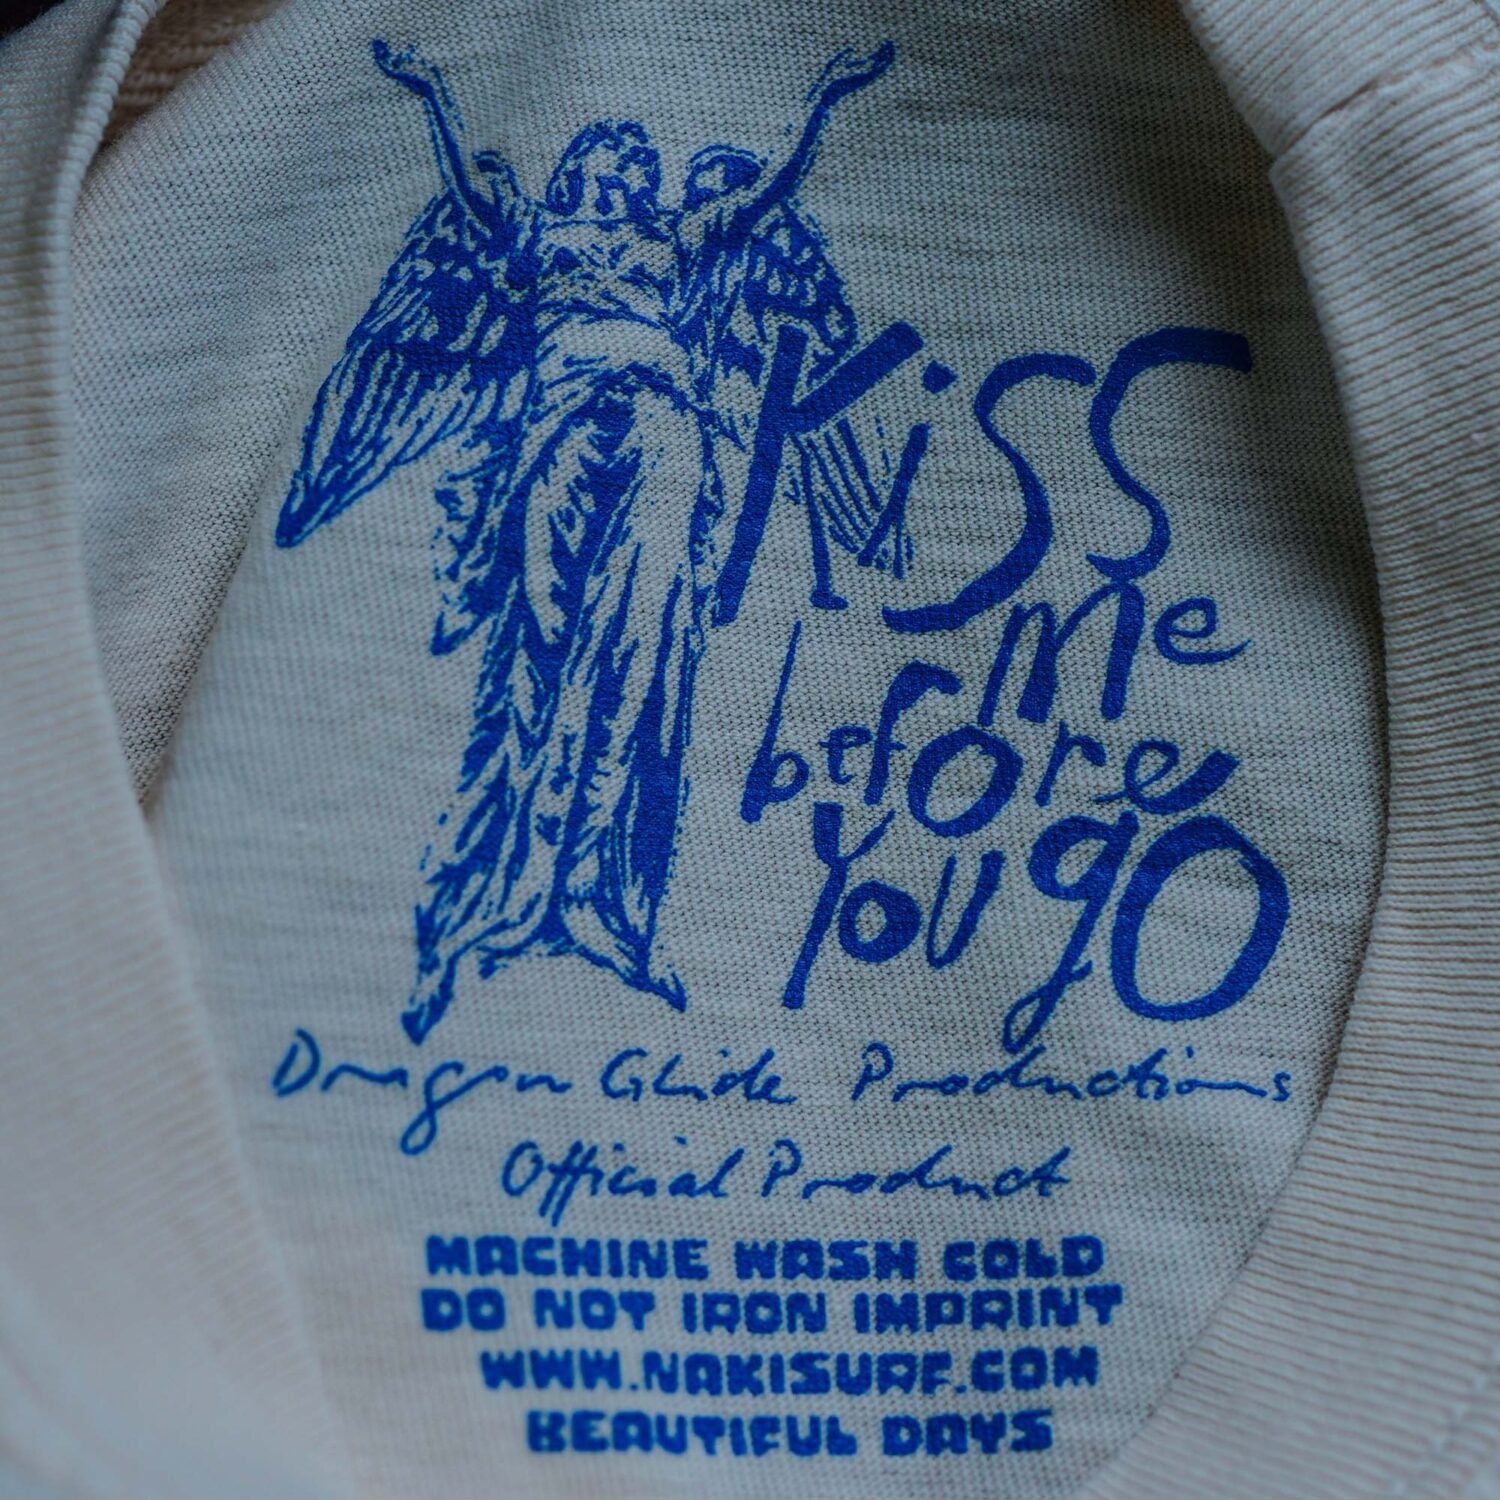 Kiss
me
before
you go
Dragon Glide Productions
Official Product
MACHINE WASH COLD
DO NOT IRON IMPRINT
WWW.NAKISURF.COM
BEAUTIFUL DAYS